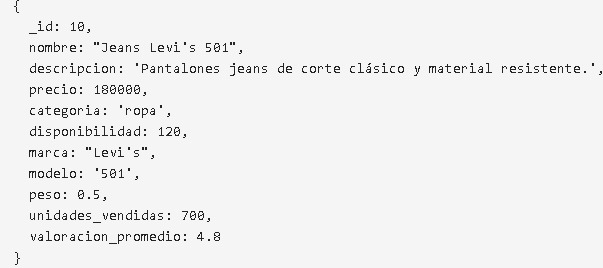 {
_id: 10,
nombre: "Jeans Levi's 501",
descripcion: 'Pantalones jeans de corte clásico y material resistente.',
precio: 180000,
categoria: 'ropa',
disponibilidad: 120,
marca: "Levi's",
modelo: '501',
peso: 0.5,
unidades_vendidas: 700,
valoracion_promedio: 4.8
}